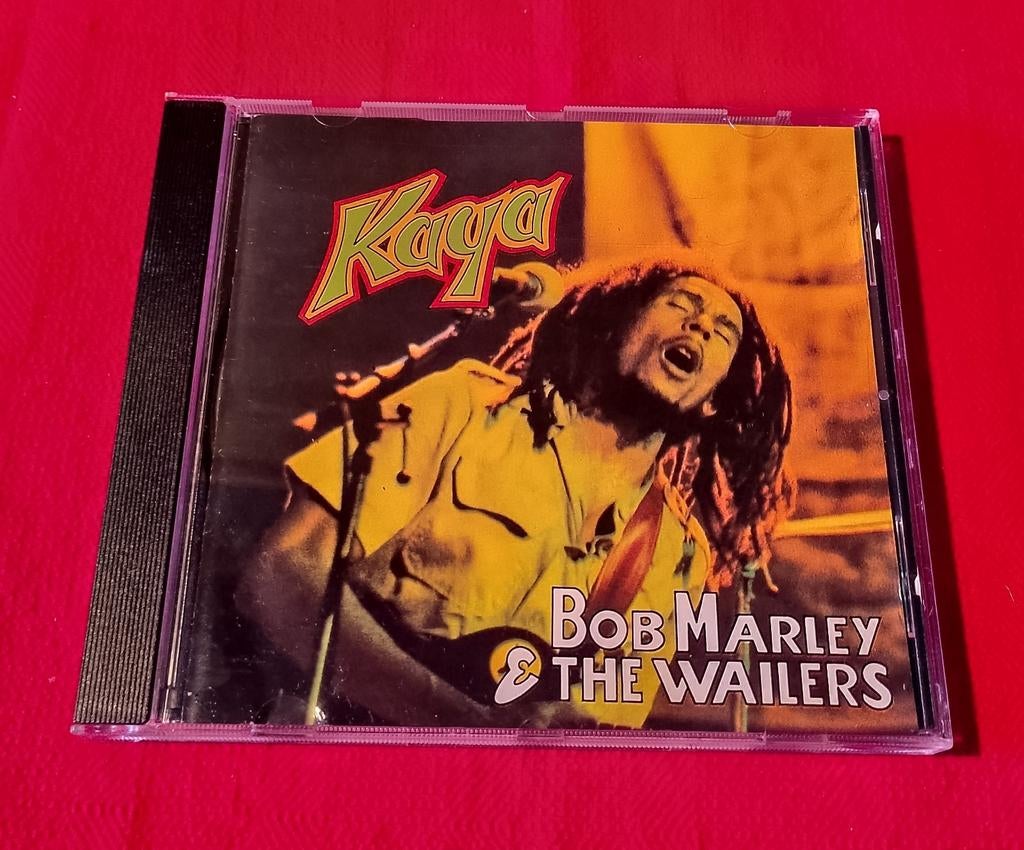 Kaya
BOB MARLEY
& THE WAILERS